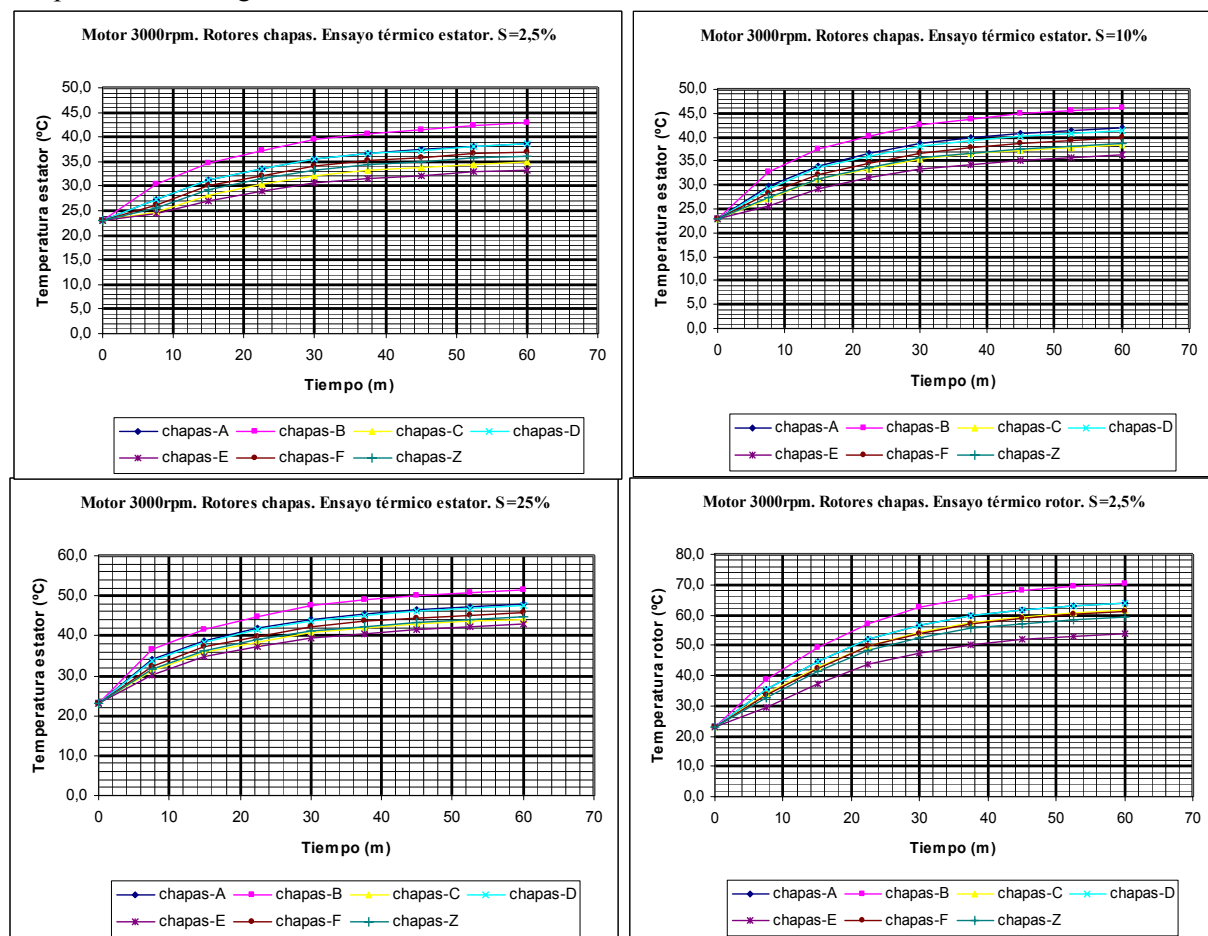 Motor 3000rpm. Rotores chapas. Ensayo térmico estator. S=2,5%
Temperatura estator (ºC)
50,0
45,0
40,0
35,0
30,0
25,0
20,0
15,0
10,0
5,0
0,0
0 10 20 30 40 50 60 70
Tiempo (m)
chapas-A chapas-B chapas-C chapas-D
chapas-E chapas-F chapas-Z
Motor 3000rpm. Rotores chapas. Ensayo térmico estator. S=10%
Temperatura estator (ºC)
50,0
45,0
40,0
35,0
30,0
25,0
20,0
15,0
10,0
5,0
0,0
0 10 20 30 40 50 60 70
Tiempo (m)
chapas-A chapas-B chapas-C chapas-D
chapas-E chapas-F chapas-Z
Motor 3000rpm. Rotores chapas. Ensayo térmico estator. S=25%
Temperatura estator (ºC)
60,0
50,0
40,0
30,0
20,0
10,0
0,0
0 10 20 30 40 50 60 70
Tiempo (m)
chapas-A chapas-B chapas-C chapas-D
chapas-E chapas-F chapas-Z
Motor 3000rpm. Rotores chapas. Ensayo térmico rotor. S=2,5%
Temperatura rotor (ºC)
80,0
70,0
60,0
50,0
40,0
30,0
20,0
10,0
0,0
0 10 20 30 40 50 60 70
Tiempo (m)
chapas-A chapas-B chapas-C chapas-D
chapas-E chapas-F chapas-Z